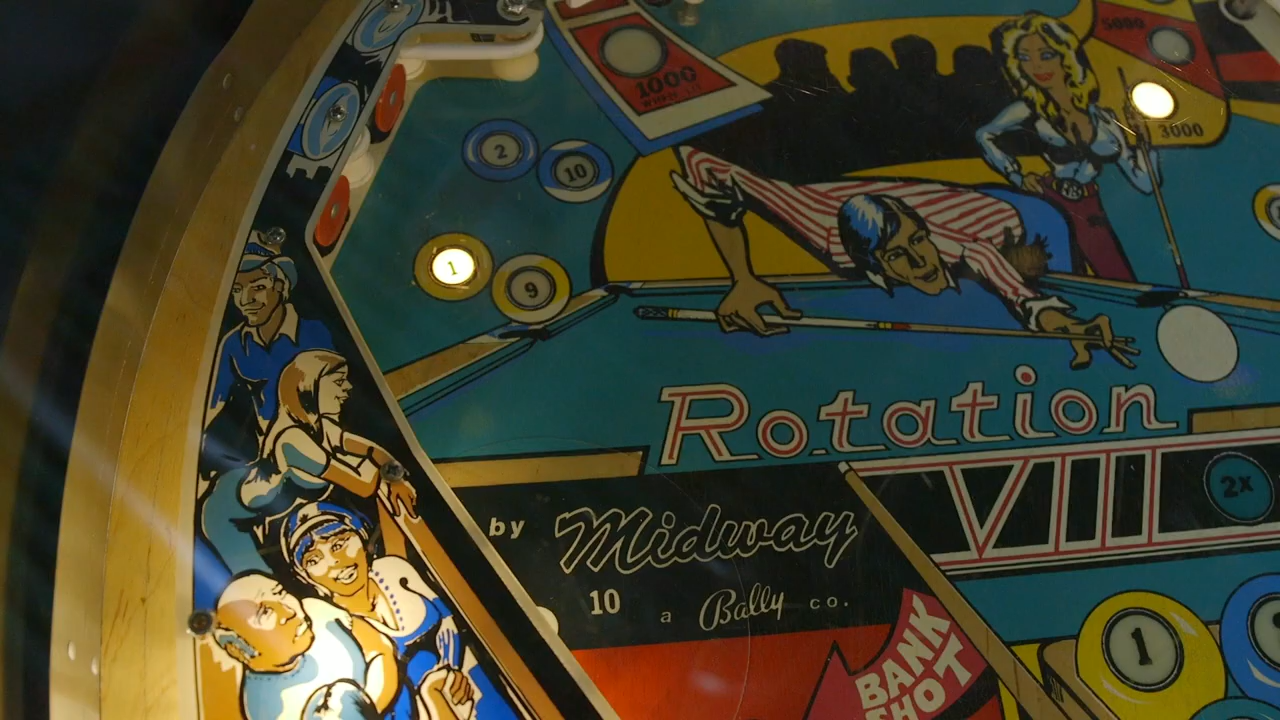 5000
1000
WHEN LIT
3000
2
10
1
9
Rotation
VIII
2X
by Midway
10 a Bally co.
BANK
SHOT
1